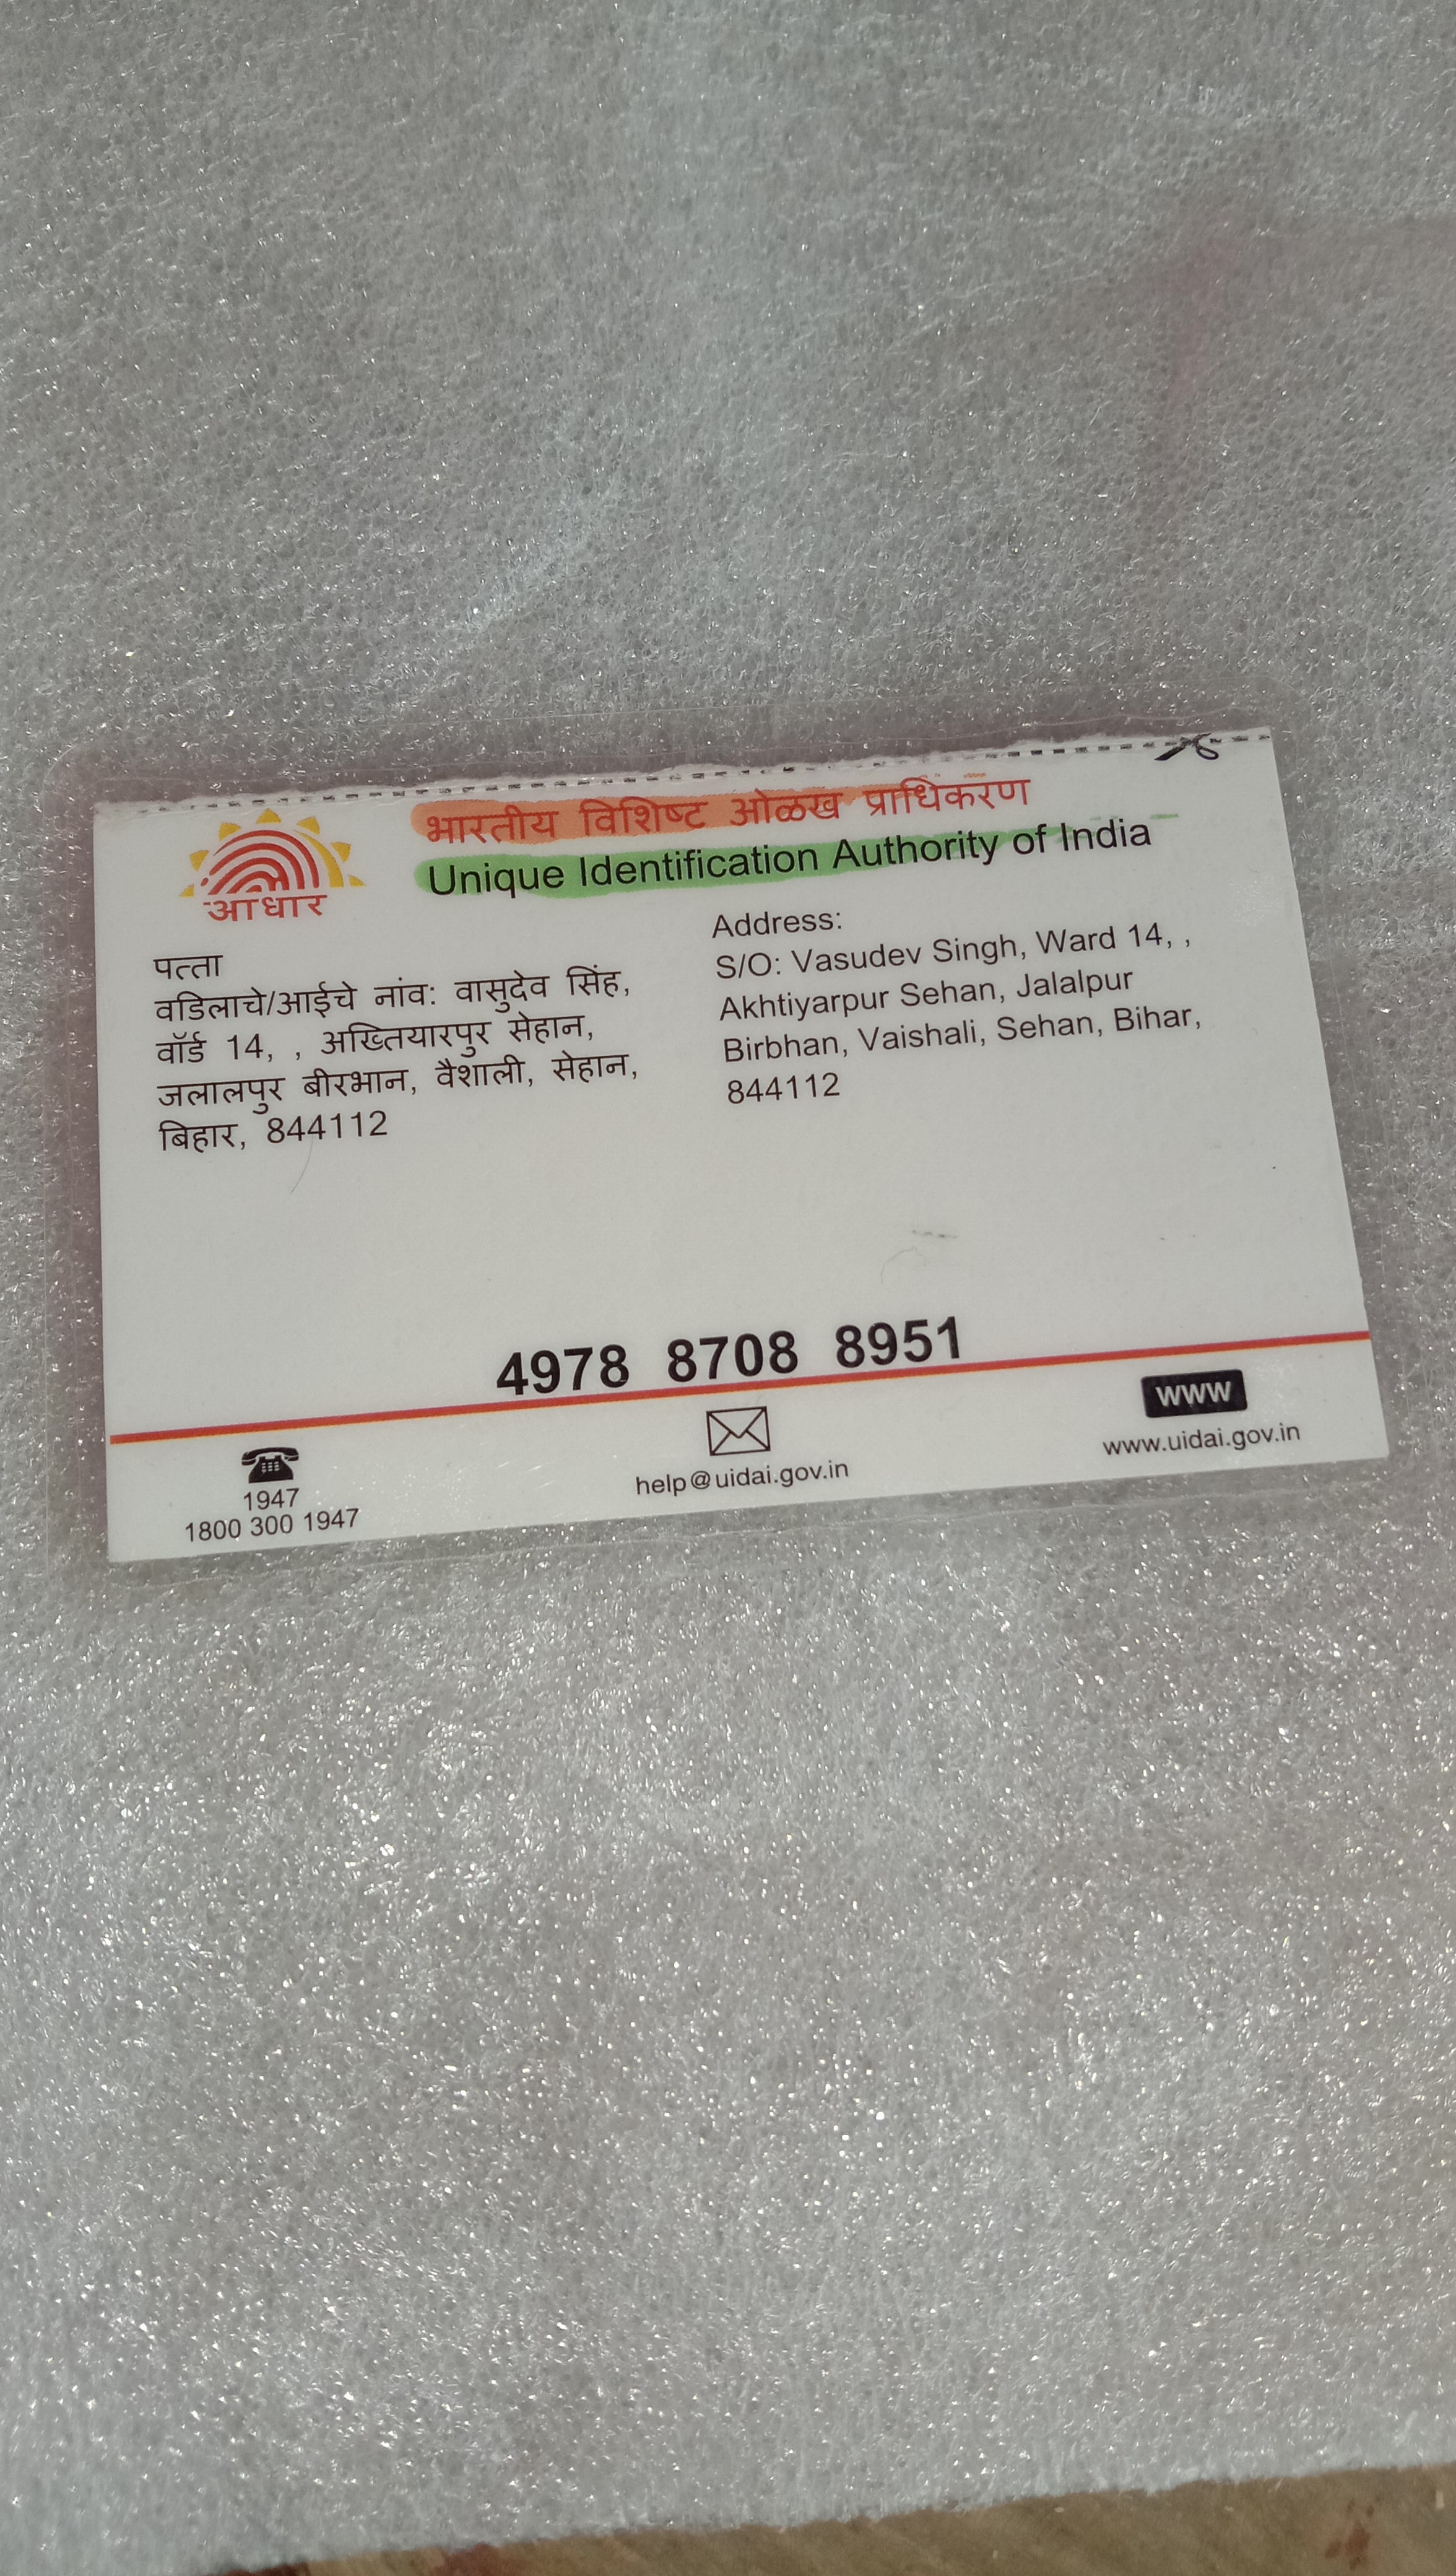 भारतीय विशिष्ट ओळख प्राधिकरण
Unique Identification Authority of India
आधार
पत्ता
वडिलाचे/आईचे नांव: वासुदेव सिंह,
वॉर्ड 14, , अख्तियारपुर सेहान,
जलालपुर बीरभान, वैशाली, सेहान,
बिहार, 844112
Address:
S/O: Vasudev Singh, Ward 14, ,
Akhtiyarpur Sehan, Jalalpur
Birbhan, Vaishali, Sehan, Bihar,
844112
4978 8708 8951
1947
1800 300 1947
help@uidai.gov.in
www
www.uidai.gov.in